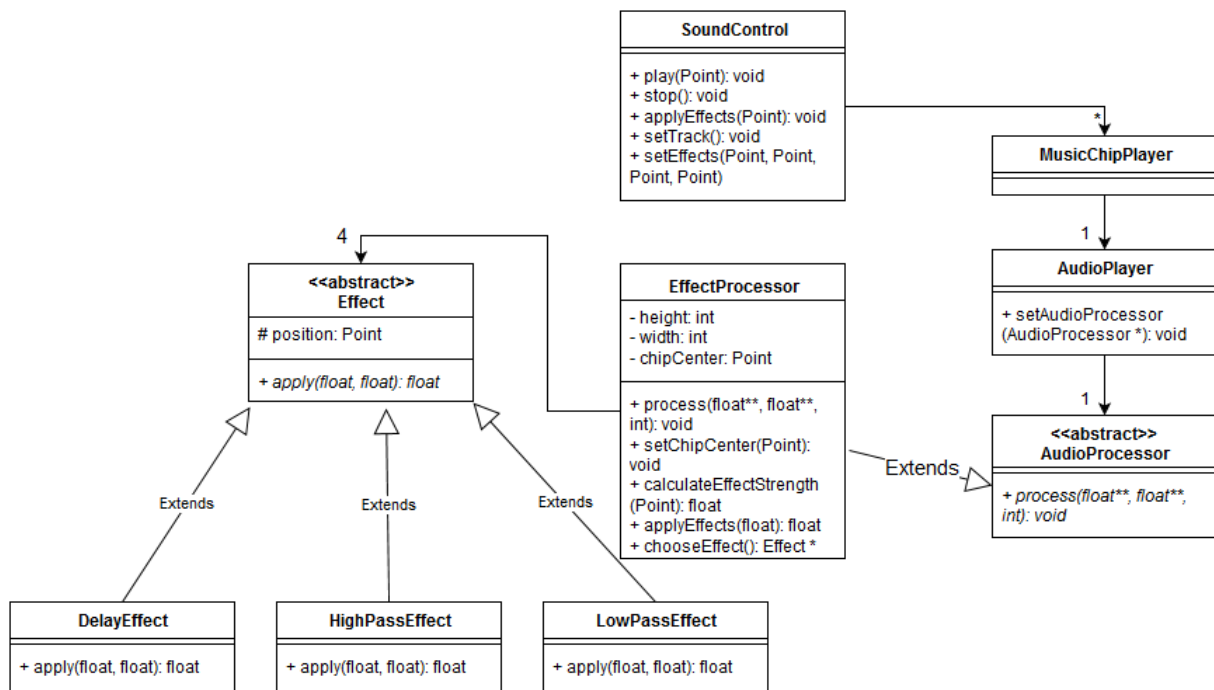 SoundControl
+ play(Point): void
+ stop(): void
+ applyEffects(Point): void
+ setTrack(): void
+ setEffects(Point, Point,
Point, Point)
*
MusicChipPlayer
1
AudioPlayer
+ setAudioProcessor
(AudioProcessor *): void
1
<<abstract>>
AudioProcessor
+ process(float**, float**,
int): void
4
<<abstract>>
Effect
# position: Point
+ apply(float, float): float
EffectProcessor
- height: int
- width: int
- chipCenter: Point
+ process(float**, float**,
int): void
+ setChipCenter(Point):
void
+ calculateEffectStrength
(Point): float
+ applyEffects(float): float
+ chooseEffect(): Effect *
Extends
Extends
Extends
Extends
DelayEffect
+ apply(float, float): float
HighPassEffect
+ apply(float, float): float
LowPassEffect
+ apply(float, float): float